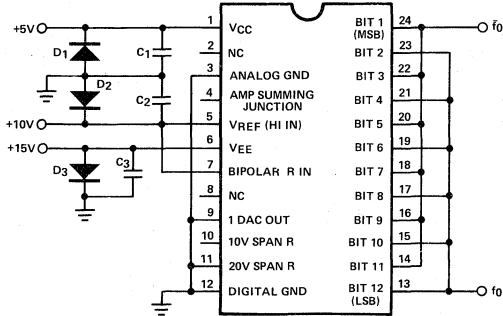 +5V
D1
C1
D2
C2
+10V
+15V
D3
C3
1 VCC
2 NC
3 ANALOG GND
4 AMP SUMMING JUNCTION
5 VREF (HI IN)
6 VEE
7 BIPOLAR R IN
8 NC
9 1 DAC OUT
10 10V SPAN R
11 20V SPAN R
12 DIGITAL GND
BIT 1 (MSB) 24
BIT 2 23
BIT 3 22
BIT 4 21
BIT 5 20
BIT 6 19
BIT 7 18
BIT 8 17
BIT 9 16
BIT 10 15
BIT 11 14
BIT 12 (LSB) 13
f̄0
f0